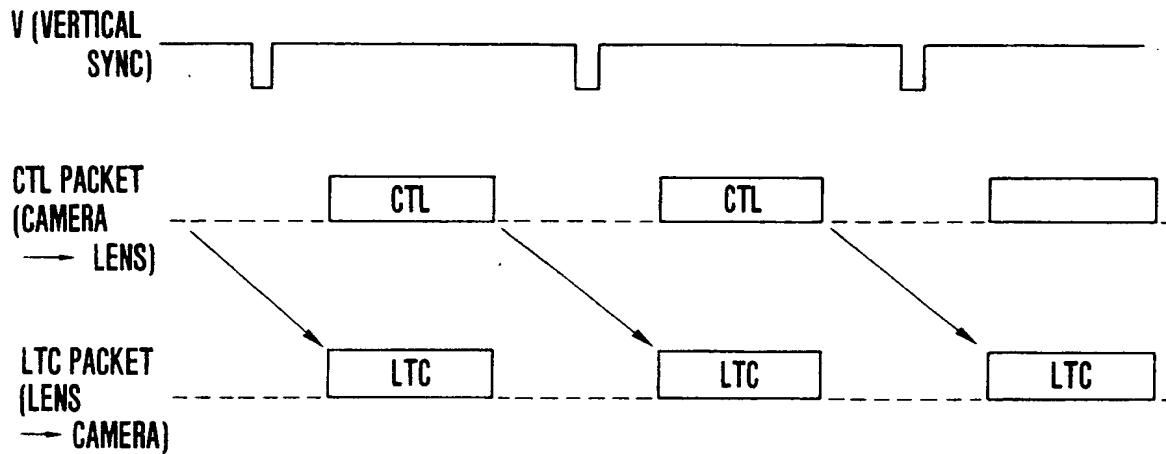 V (VERTICAL
SYNC)
CTL PACKET
(CAMERA
→ LENS)
CTL
CTL
LTC PACKET
(LENS
→ CAMERA)
LTC
LTC
LTC